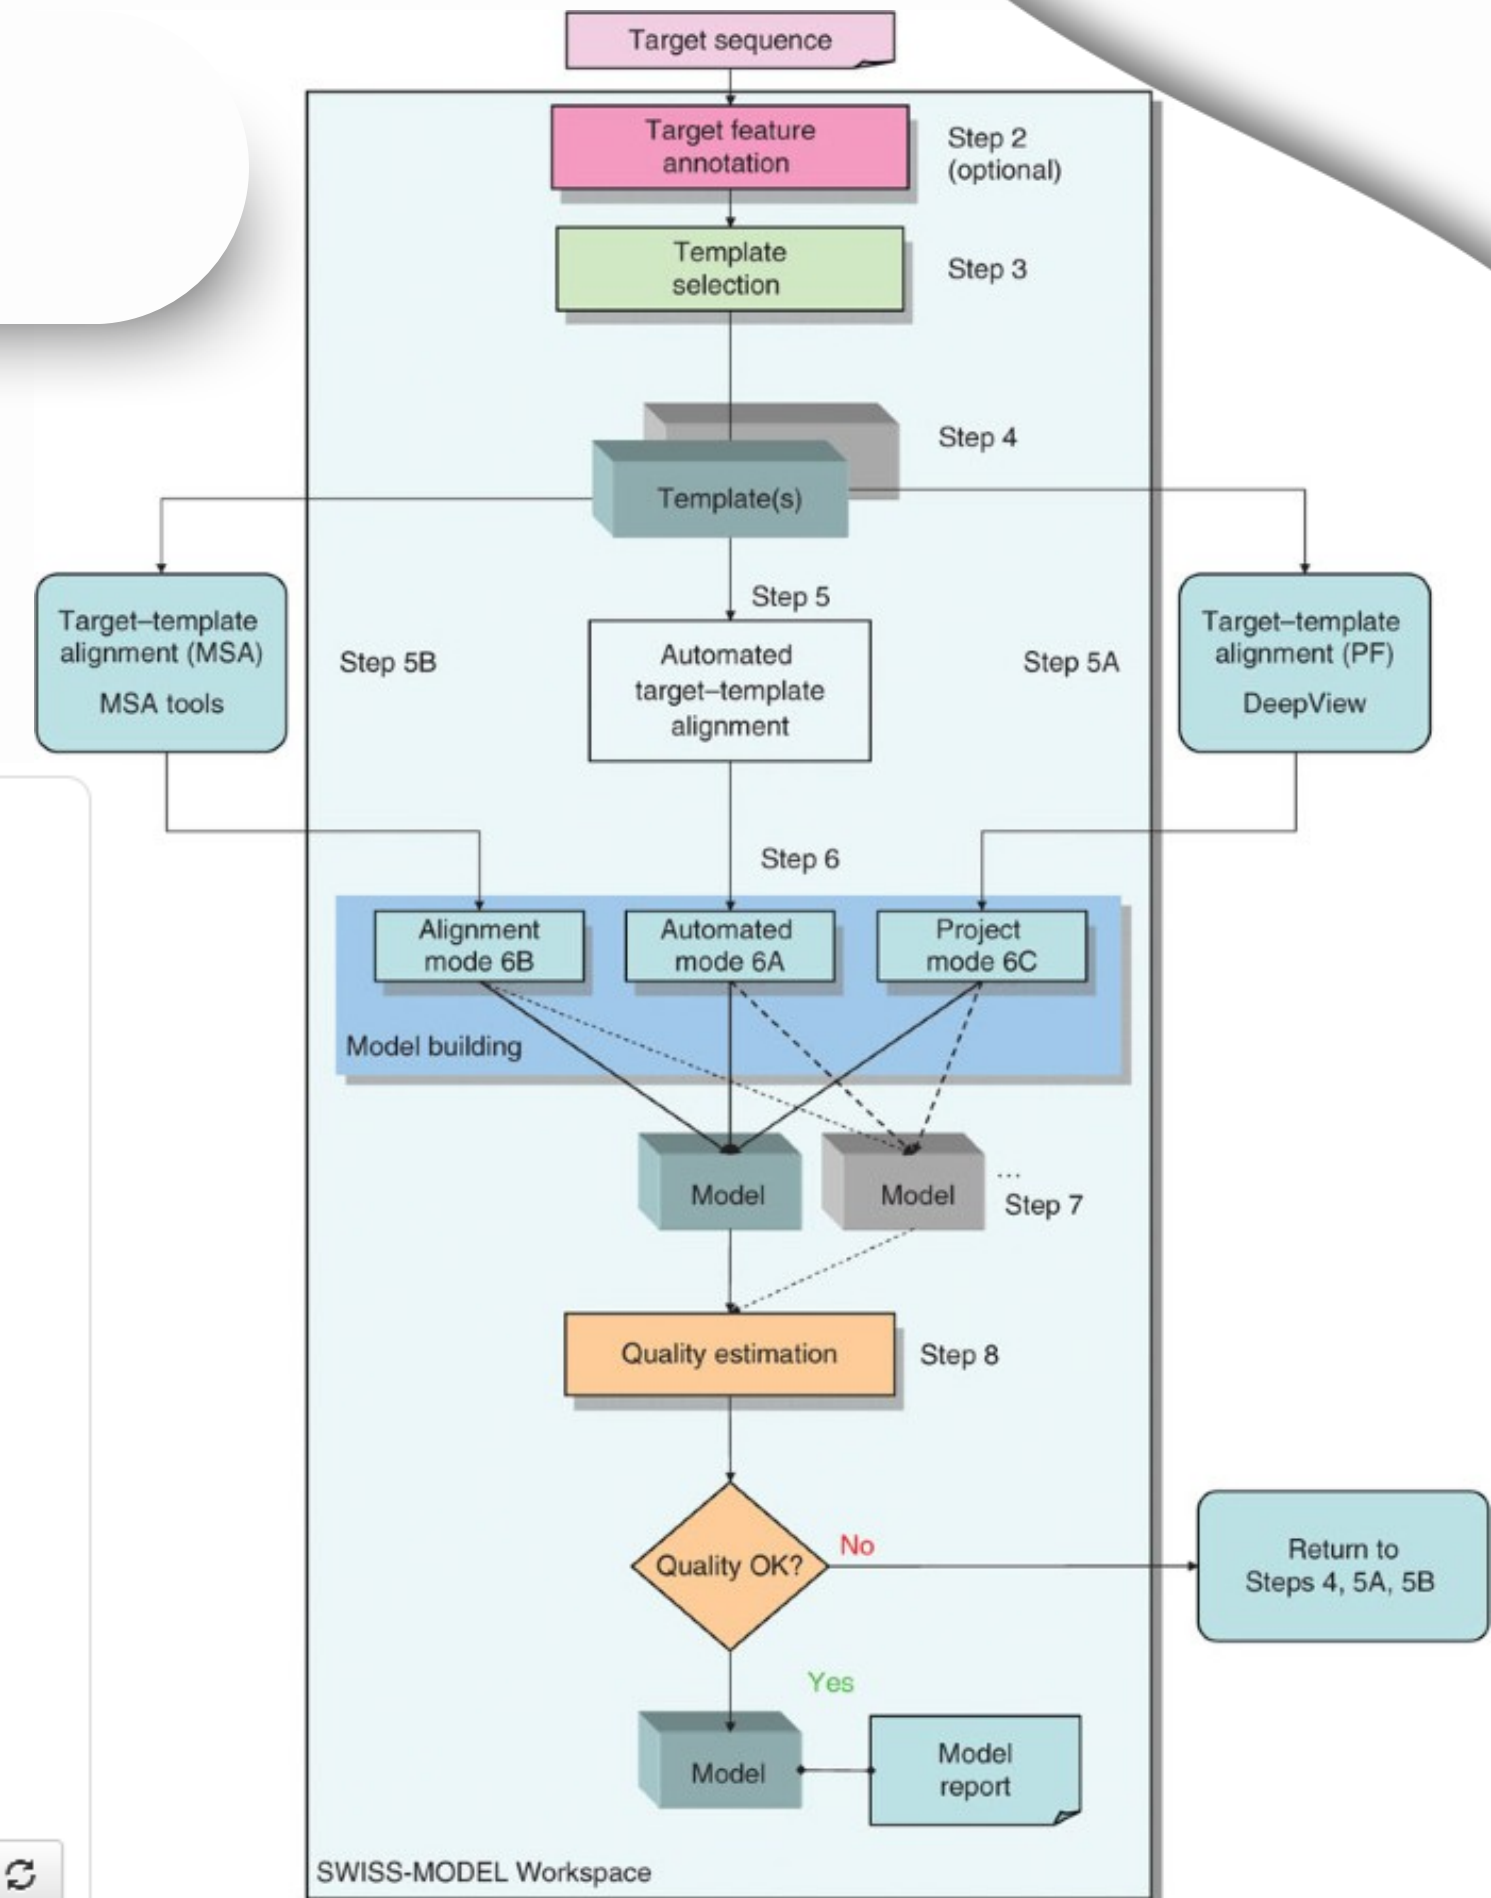 Target sequence
Target feature
annotation
Step 2
(optional)
Template
selection
Step 3
Step 4
Template(s)
Step 5
Target–template
alignment (MSA)
MSA tools
Step 5B
Automated
target–template
alignment
Step 5A
Target–template
alignment (PF)
DeepView
Step 6
Alignment
mode 6B
Automated
mode 6A
Project
mode 6C
Model building
Model
Model
...
Step 7
Quality estimation
Step 8
Quality OK?
No
Return to
Steps 4, 5A, 5B
Yes
Model
Model
report
SWISS-MODEL Workspace